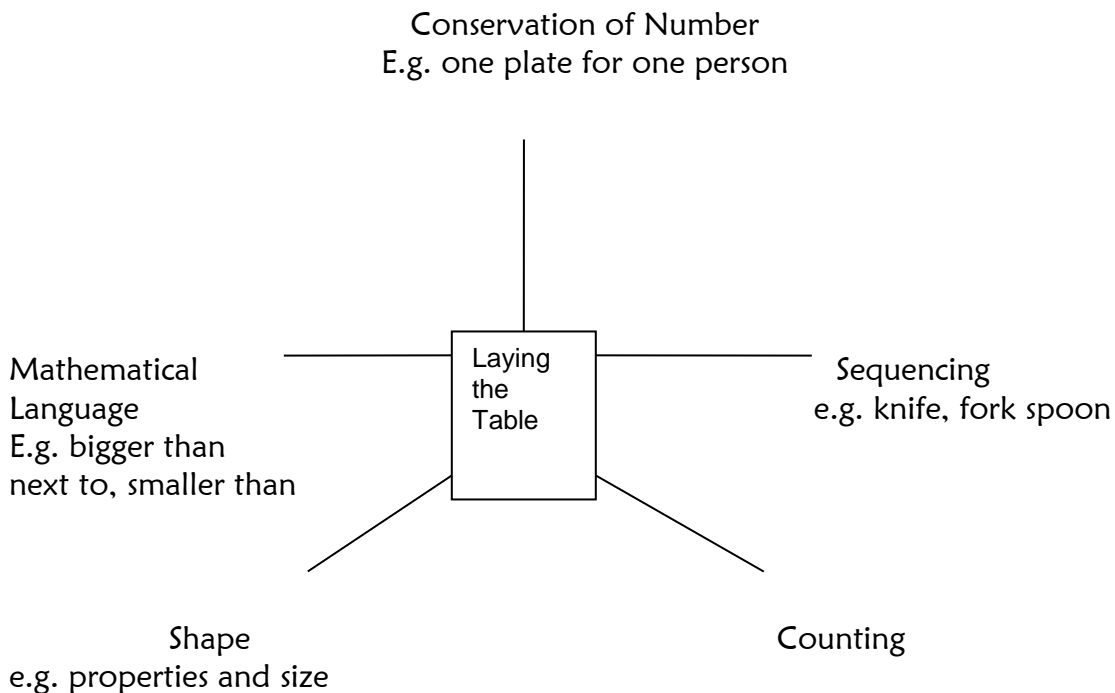 Conservation of Number
E.g. one plate for one person
Laying
the
Table
Mathematical
Language
E.g. bigger than
next to, smaller than
Sequencing
e.g. knife, fork spoon
Shape
e.g. properties and size
Counting